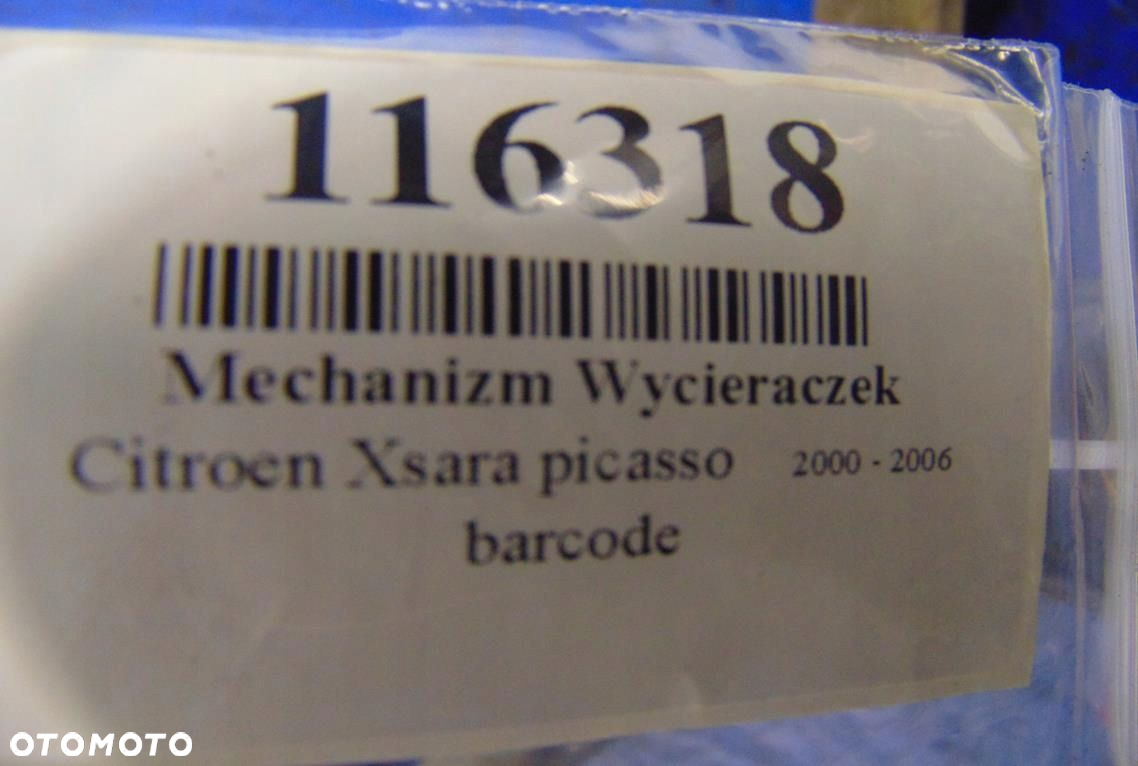 116318
Mechanizm Wycieraczek
Citroen Xsara picasso 2000 - 2006
barcode
OTOMOTO